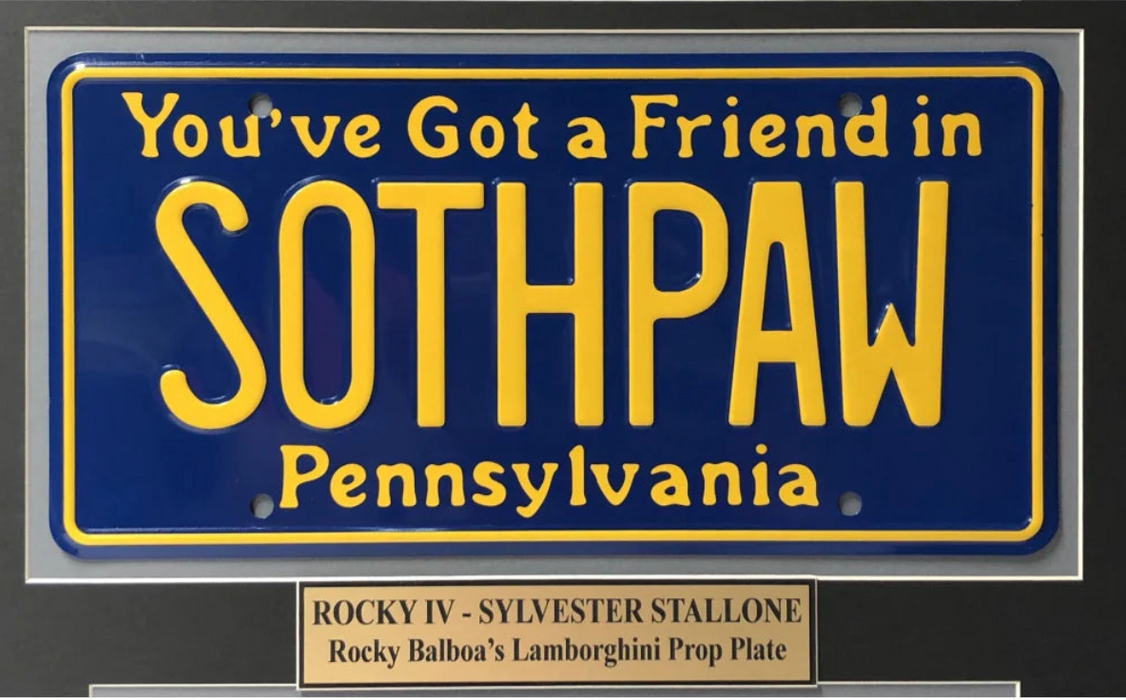 You've Got a Friend in
SOTHPAW
Pennsylvania
ROCKY IV - SYLVESTER STALLONE
Rocky Balboa's Lamborghini Prop Plate